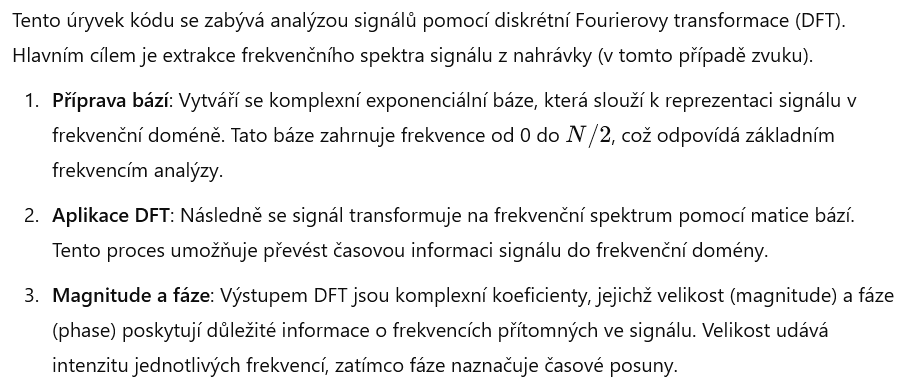 Tento úryvek kódu se zabývá analýzou signálů pomocí diskrétní Fourierovy transformace (DFT).
Hlavním cílem je extrakce frekvenčního spektra signálu z nahrávky (v tomto případě zvuku).
1. Příprava bází: Vytváří se komplexní exponenciální báze, která slouží k reprezentaci signálu v
frekvenční doméně. Tato báze zahrnuje frekvence od 0 do N/2, což odpovídá základním
frekvencím analýzy.
2. Aplikace DFT: Následně se signál transformuje na frekvenční spektrum pomocí matice bází.
Tento proces umožňuje převést časovou informaci signálu do frekvenční domény.
3. Magnitude a fáze: Výstupem DFT jsou komplexní koeficienty, jejichž velikost (magnitude) a fáze
(phase) poskytují důležité informace o frekvencích přítomných ve signálu. Velikost udává
intenzitu jednotlivých frekvencí, zatímco fáze naznačuje časové posuny.